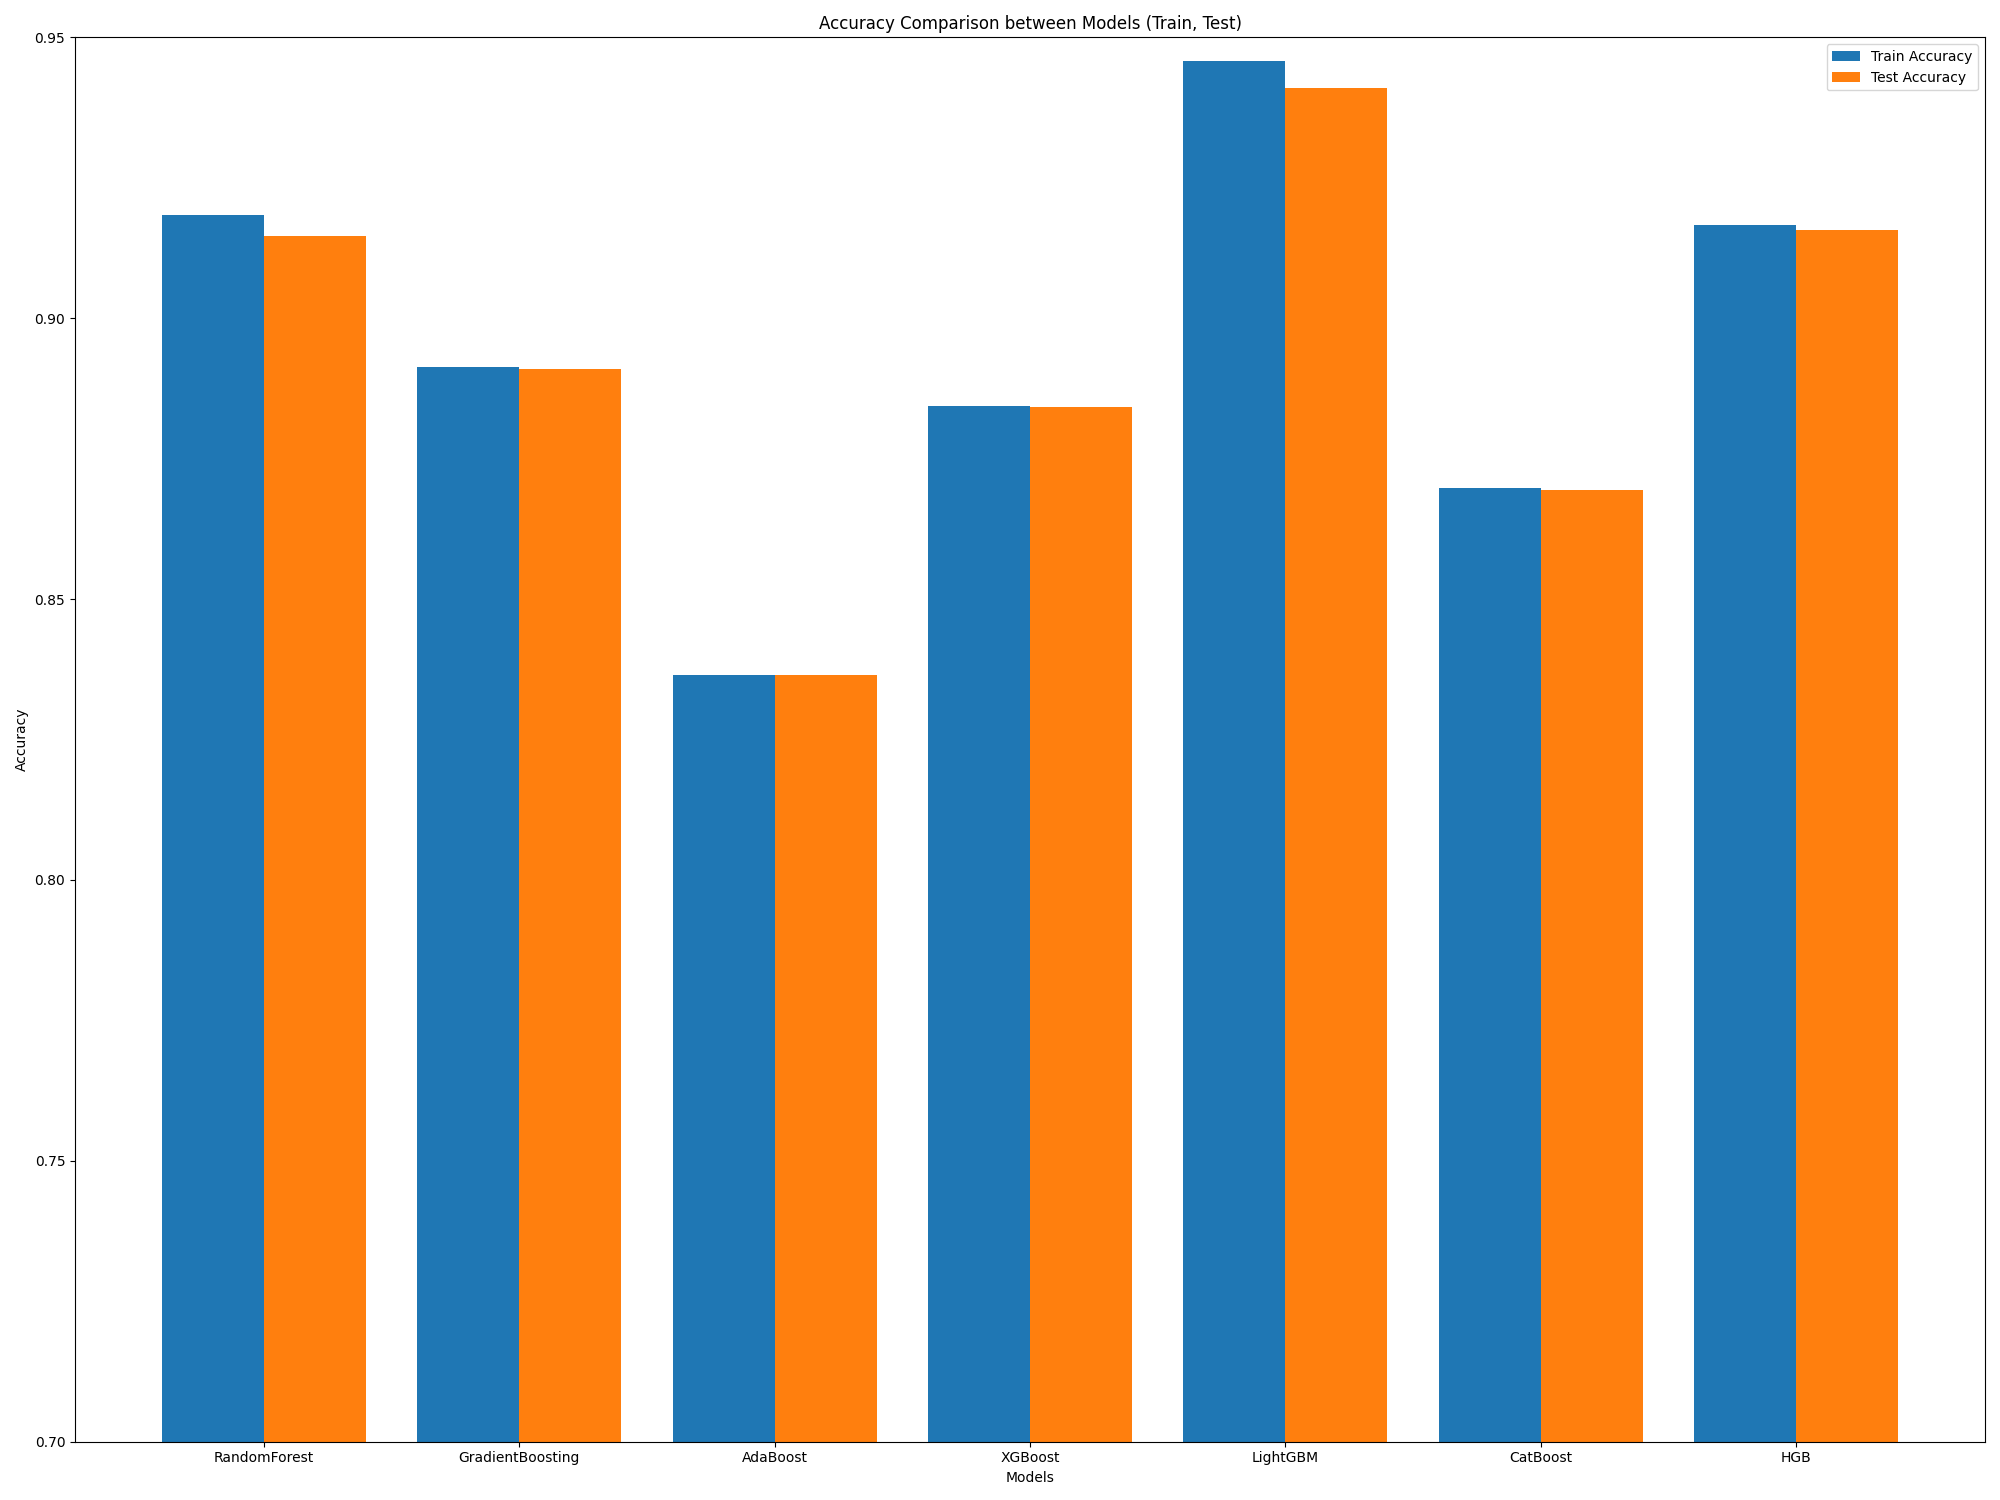 Accuracy Comparison between Models (Train, Test)
Train Accuracy
Test Accuracy
0.95
0.90
0.85
0.80
0.75
0.70
Accuracy
RandomForest
GradientBoosting
AdaBoost
XGBoost
LightGBM
CatBoost
HGB
Models